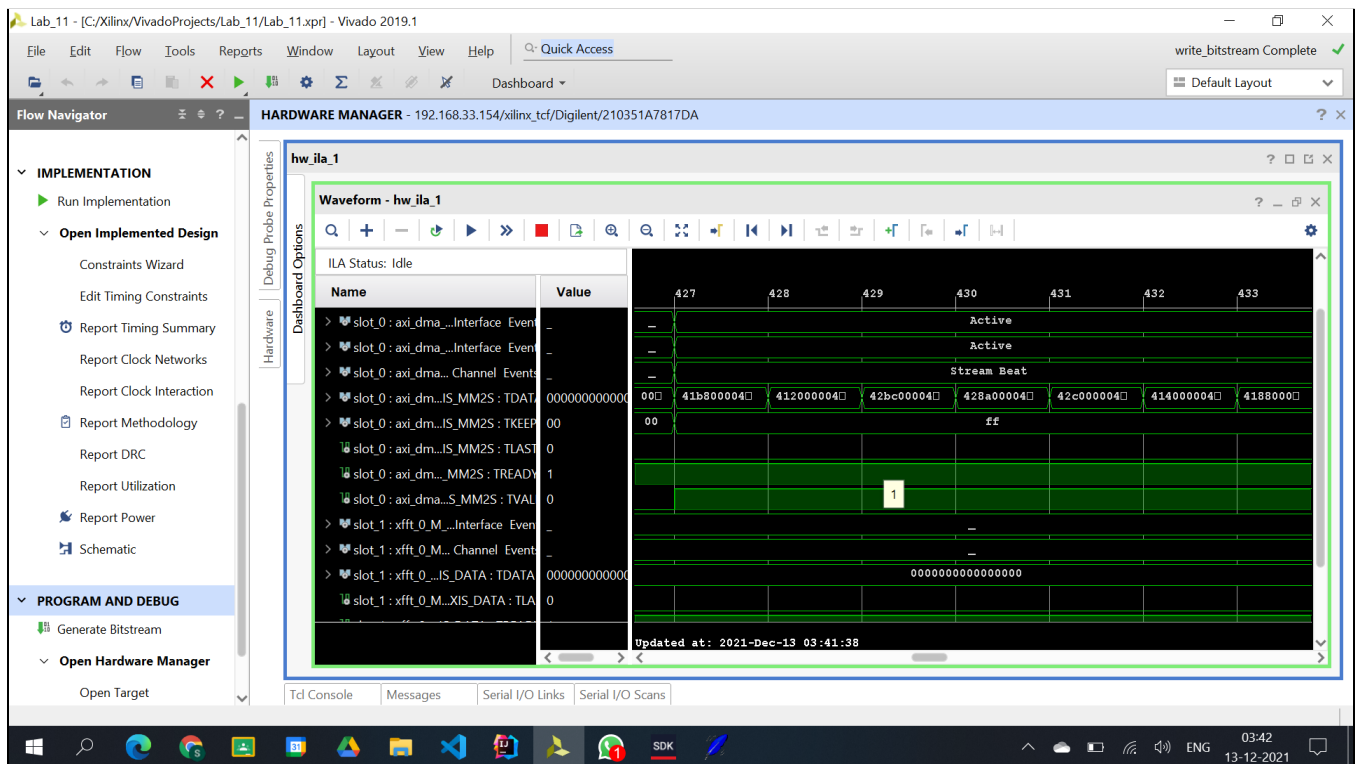 Lab_11 - [C:/Xilinx/VivadoProjects/Lab_11/Lab_11.xpr] - Vivado 2019.1
File Edit Flow Tools Reports Window Layout View Help Quick Access write_bitstream Complete
Dashboard Default Layout
Flow Navigator
HARDWARE MANAGER - 192.168.33.154/xilinx_tcf/Digilent/210351A7817DA
IMPLEMENTATION
Run Implementation
Open Implemented Design
Constraints Wizard
Edit Timing Constraints
Report Timing Summary
Report Clock Networks
Report Clock Interaction
Report Methodology
Report DRC
Report Utilization
Report Power
Schematic
PROGRAM AND DEBUG
Generate Bitstream
Open Hardware Manager
Open Target
Debug Probe Properties
Hardware
Dashboard Options
hw_ila_1
Waveform - hw_ila_1
ILA Status: Idle
Name Value
427 428 429 430 431 432 433
slot_0 : axi_dma_...Interface Event _ _ Active
slot_0 : axi_dma_...Interface Event _ _ Active
slot_0 : axi_dma... Channel Events _ _ Stream Beat
slot_0 : axi_dm...IS_MM2S : TDAT 000000000000 00□ 41b800004□ 412000004□ 42bc00004□ 428a00004□ 42c000004□ 414000004□ 4188000□
slot_0 : axi_dm...IS_MM2S : TKEEP 00 00 ff
slot_0 : axi_dm...IS_MM2S : TLAST 0
slot_0 : axi_dm..._MM2S : TREADY 1
slot_0 : axi_dma...S_MM2S : TVAL 0 1
slot_1 : xfft_0_M_...Interface Even _ _
slot_1 : xfft_0_M... Channel Events _ _
slot_1 : xfft_0_...IS_DATA : TDATA 000000000000 0000000000000000
slot_1 : xfft_0_M...XIS_DATA : TLA 0
Updated at: 2021-Dec-13 03:41:38
Tcl Console Messages Serial I/O Links Serial I/O Scans
31 S IJ 1 SDK ENG 03:42
13-12-2021